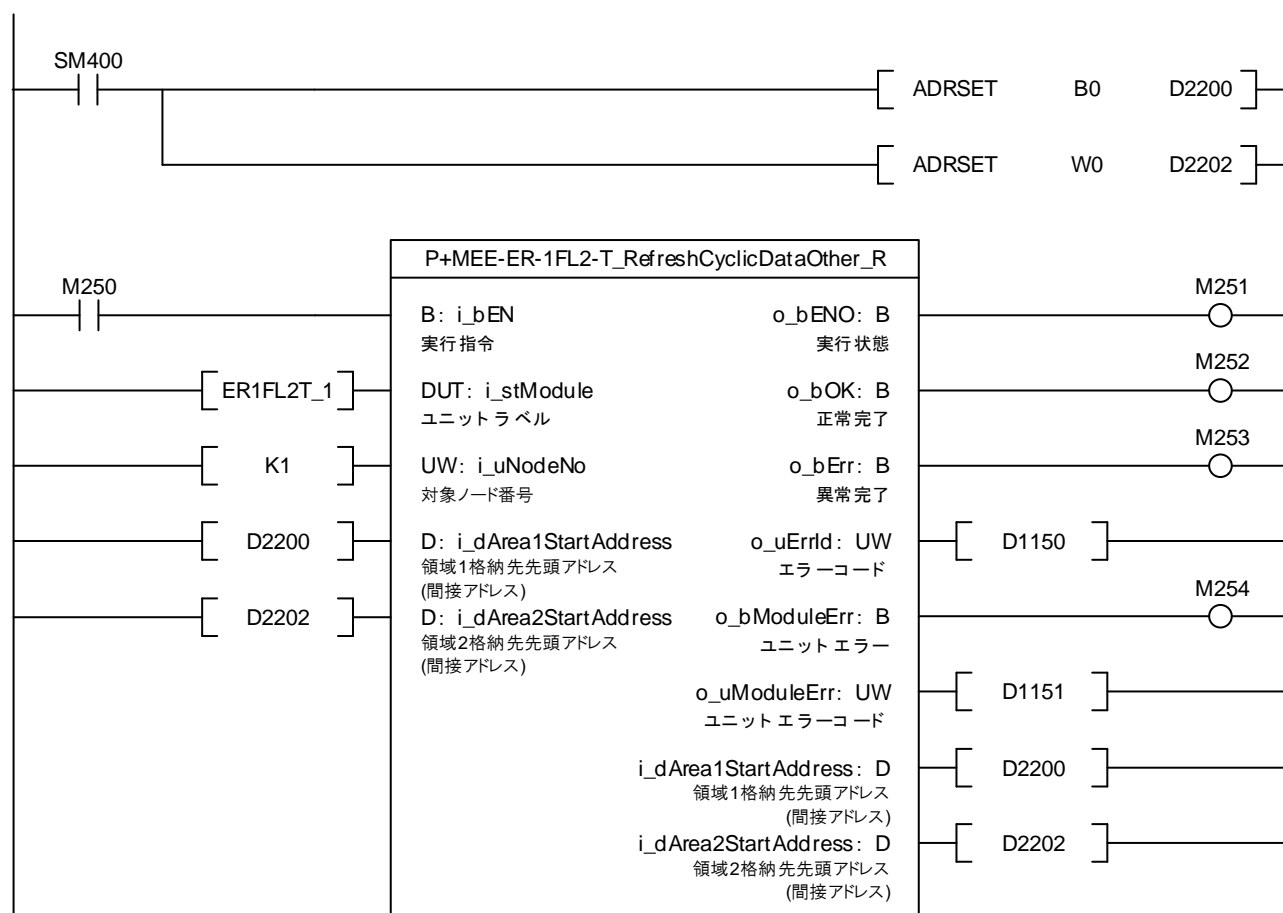 SM400
ADRSET B0 D2200
ADRSET W0 D2202
P+MEE-ER-1FL2-T_RefreshCyclicDataOther_R
M250
M251
B: i_bEN
o_bENO: B
実行指令
実行状態
M252
ER1FL2T_1
DUT: i_stModule
o_bOK: B
ユニットラベル
正常完了
M253
K1
UW: i_uNodeNo
o_bErr: B
対象ノード番号
異常完了
D2200
D: i_dArea1StartAddress
o_uErrId: UW
D1150
領域1格納先先頭アドレス
エラーコード
(間接アドレス)
M254
D2202
D: i_dArea2StartAddress
o_bModuleErr: B
領域2格納先先頭アドレス
ユニットエラー
(間接アドレス)
o_uModuleErr: UW
D1151
ユニットエラーコード
i_dArea1StartAddress: D
D2200
領域1格納先先頭アドレス
(間接アドレス)
i_dArea2StartAddress: D
D2202
領域2格納先先頭アドレス
(間接アドレス)